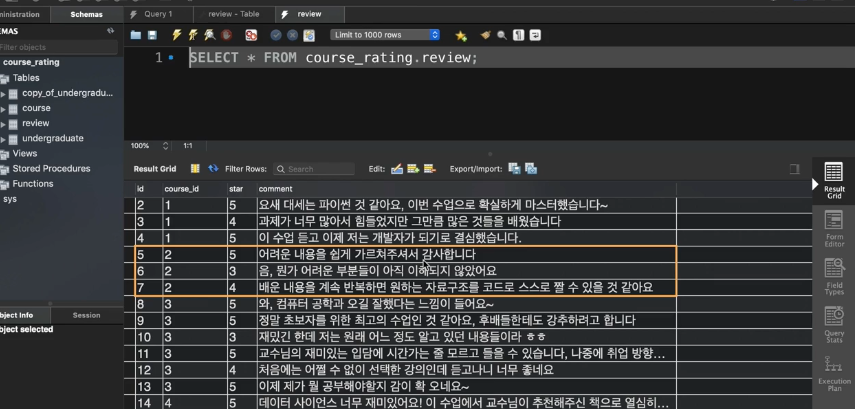 ministration Schemas Query 1 review - Table review
EMAS
Filter objects
Limit to 1000 rows
1 SELECT * FROM course_rating.review;
course_rating
Tables
copy_of_undergradu...
course
review
undergraduate
Views
Stored Procedures
Functions
sys
100% 1:1
Result Grid Filter Rows: Search Edit: Export/Import:
id course_id star comment
2 1 5 요새 대세는 파이썬 것 같아요, 이번 수업으로 확실하게 마스터했습니다~
3 1 4 과제가 너무 많아서 힘들었지만 그만큼 많은 것들을 배웠습니다
4 1 5 이 수업 듣고 이제 저는 개발자가 되기로 결심했습니다.
5 2 5 어려운 내용을 쉽게 가르쳐주셔서 감사합니다
6 2 3 음, 뭔가 어려운 부분들이 아직 이해되지 않았어요
7 2 4 배운 내용을 계속 반복하면 원하는 자료구조를 코드로 스스로 짤 수 있을 것 같아요
8 3 5 와, 컴퓨터 공학과 오길 잘했다는 느낌이 들어요~
9 3 5 정말 초보자를 위한 최고의 수업인 것 같아요, 후배들한테도 강추하려고 합니다
10 3 3 재밌긴 한데 저는 원래 어느 정도 알고 있던 내용들이라 ㅎㅎ
11 3 5 교수님의 재미있는 입담에 시간가는 줄 모르고 들을 수 있습니다, 나중에 취업 방향...
12 3 4 처음에는 어쩔 수 없이 선택한 강의인데 듣고나니 너무 좋네요
13 3 5 이제 제가 뭘 공부해야할지 감이 확 오네요~
14 4 5 데이터 사이언스 너무 재미있어요! 이 수업에서 교수님이 추천해주신 책으로 열심히...
Result
Grid
Form
Editor
Field
Types
Query
Stats
Execution
Plan
bject Info Session
bject selected